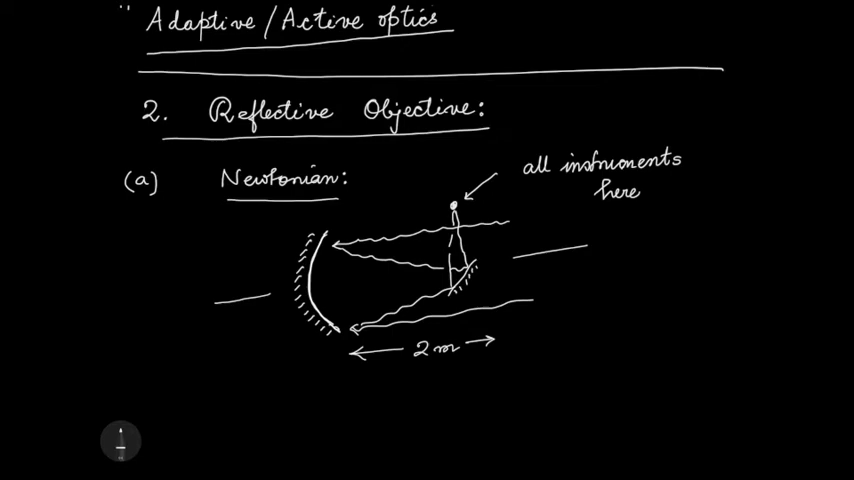 Adaptive/Active optics
2. Reflective Objective:
(a) Newtonian:
all instruments
here
2m